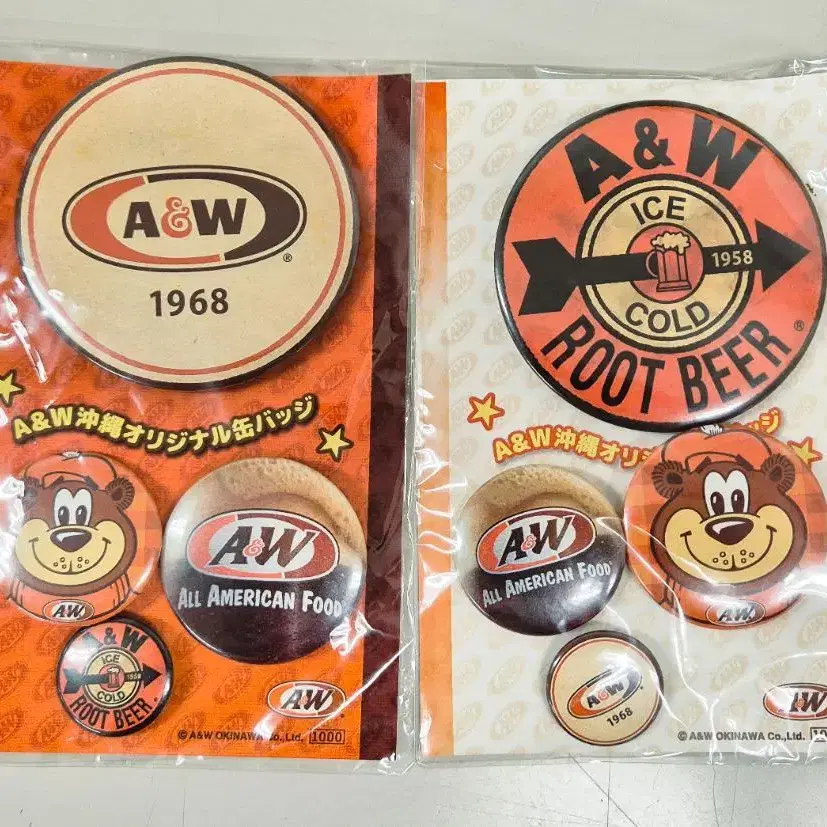 A&W
1968
A&W沖縄オリジナル缶バッジ
A&W
A&W
ALL AMERICAN FOOD
A&W
ICE
1958
COLD
ROOT BEER
A&W
© A&W OKINAWA Co.,Ltd. 1000
A&W
ICE
1958
COLD
ROOT BEER
A&W沖縄オリジ
ッジ
A&W
ALL AMERICAN FOOD
A&W
A&W
1968
A&W
© A&W OKINAWA Co.,Ltd.